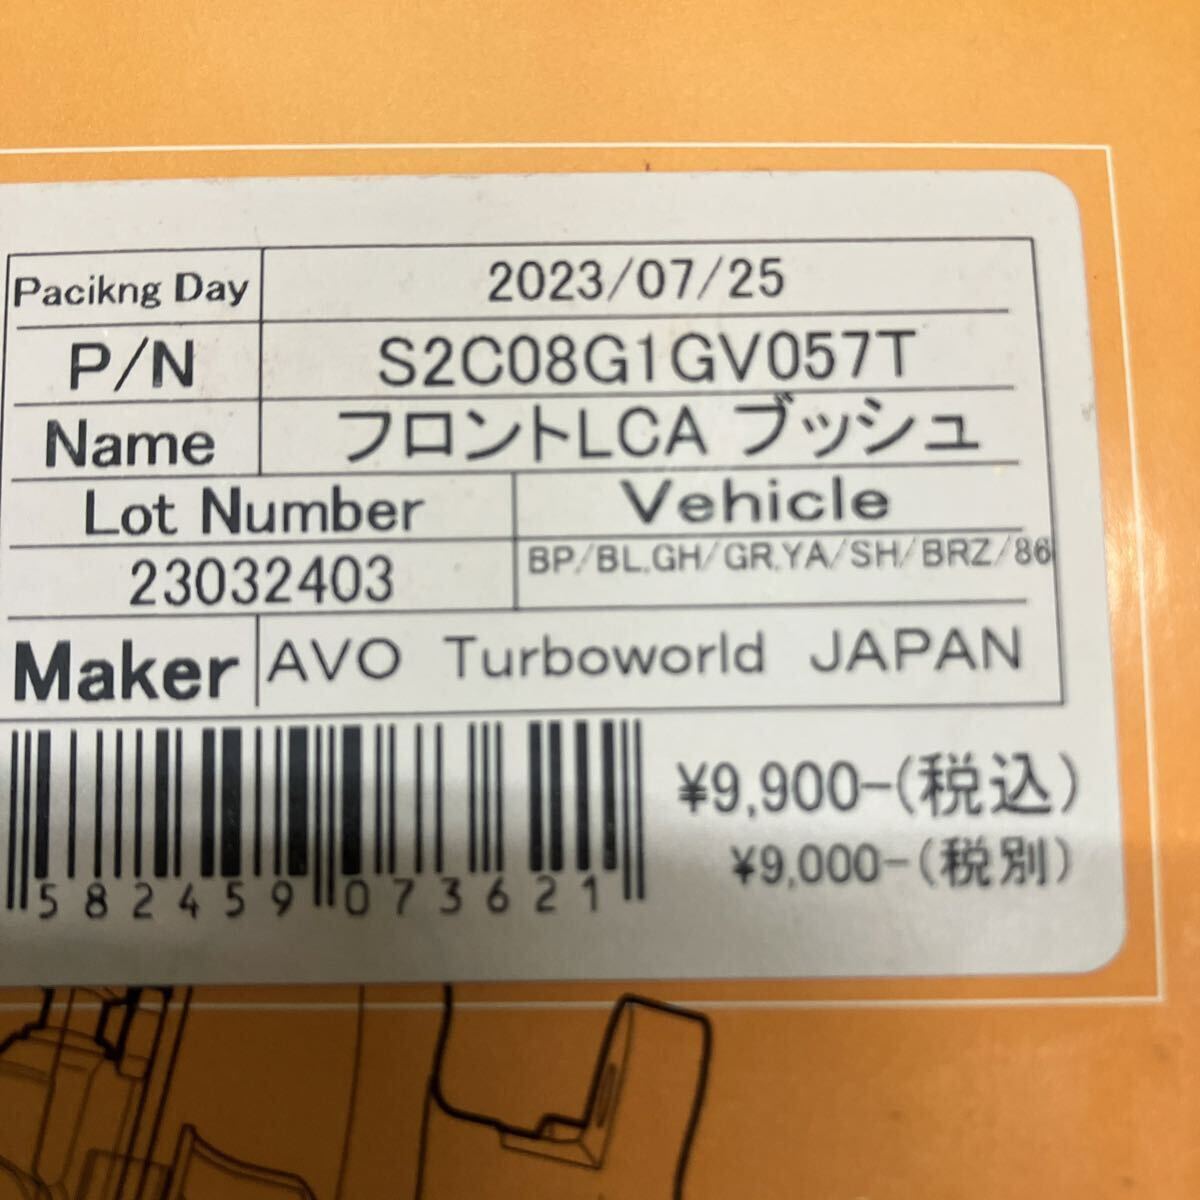 Pacikng Day 2023/07/25
P/N S2C08G1GV057T
Name フロントLCA ブッシュ
Lot Number Vehicle
23032403 BP/BL,GH/GR,YA/SH/BRZ/86
Maker AVO Turboworld JAPAN
¥9,900-(税込)
¥9,000-(税別)
582459 073621